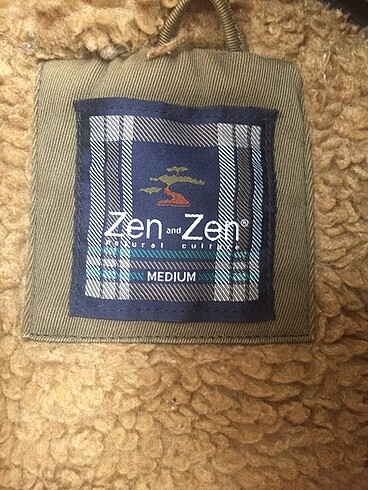 Zen and Zen®
natural culture
MEDIUM